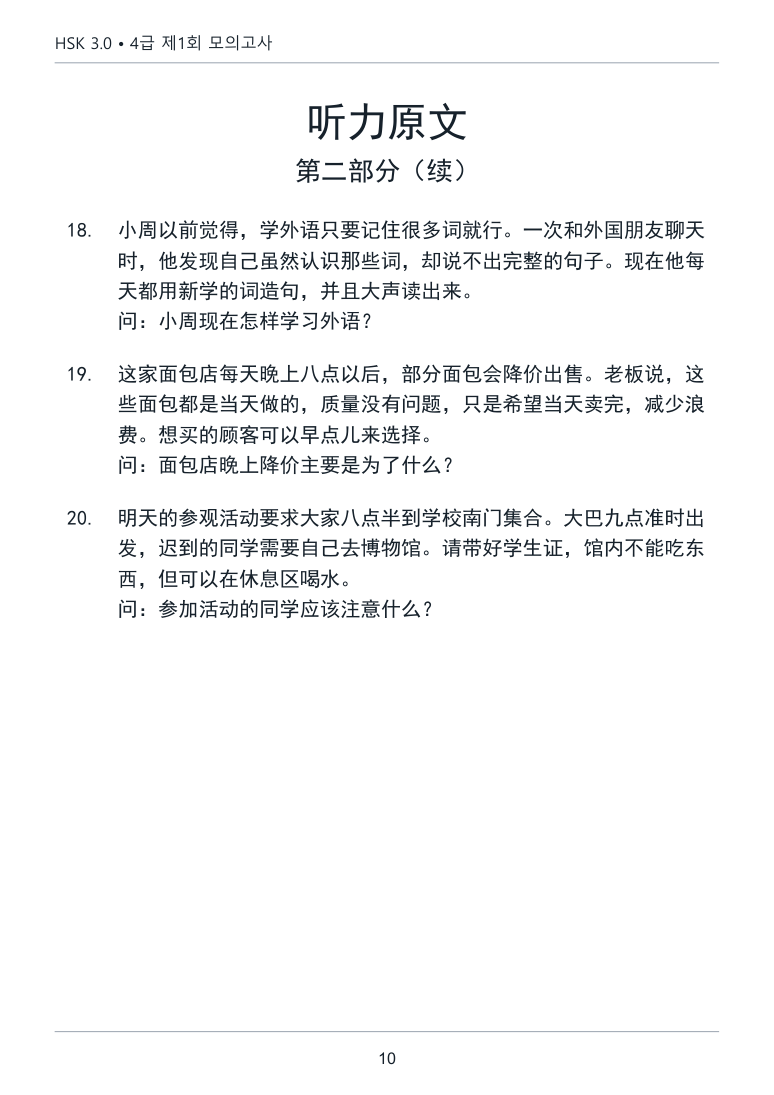 HSK 3.0 • 4급 제1회 모의고사
听力原文
第二部分（续）
18. 小周以前觉得，学外语只要记住很多词就行。一次和外国朋友聊天
时，他发现自己虽然认识那些词，却说不出完整的句子。现在他每
天都用新学的词造句，并且大声读出来。
问：小周现在怎样学习外语？
19. 这家面包店每天晚上八点以后，部分面包会降价出售。老板说，这
些面包都是当天做的，质量没有问题，只是希望当天卖完，减少浪
费。想买的顾客可以早点儿来选择。
问：面包店晚上降价主要是为了什么？
20. 明天的参观活动要求大家八点半到学校南门集合。大巴九点准时出
发，迟到的同学需要自己去博物馆。请带好学生证，馆内不能吃东
西，但可以在休息区喝水。
问：参加活动的同学应该注意什么？
10